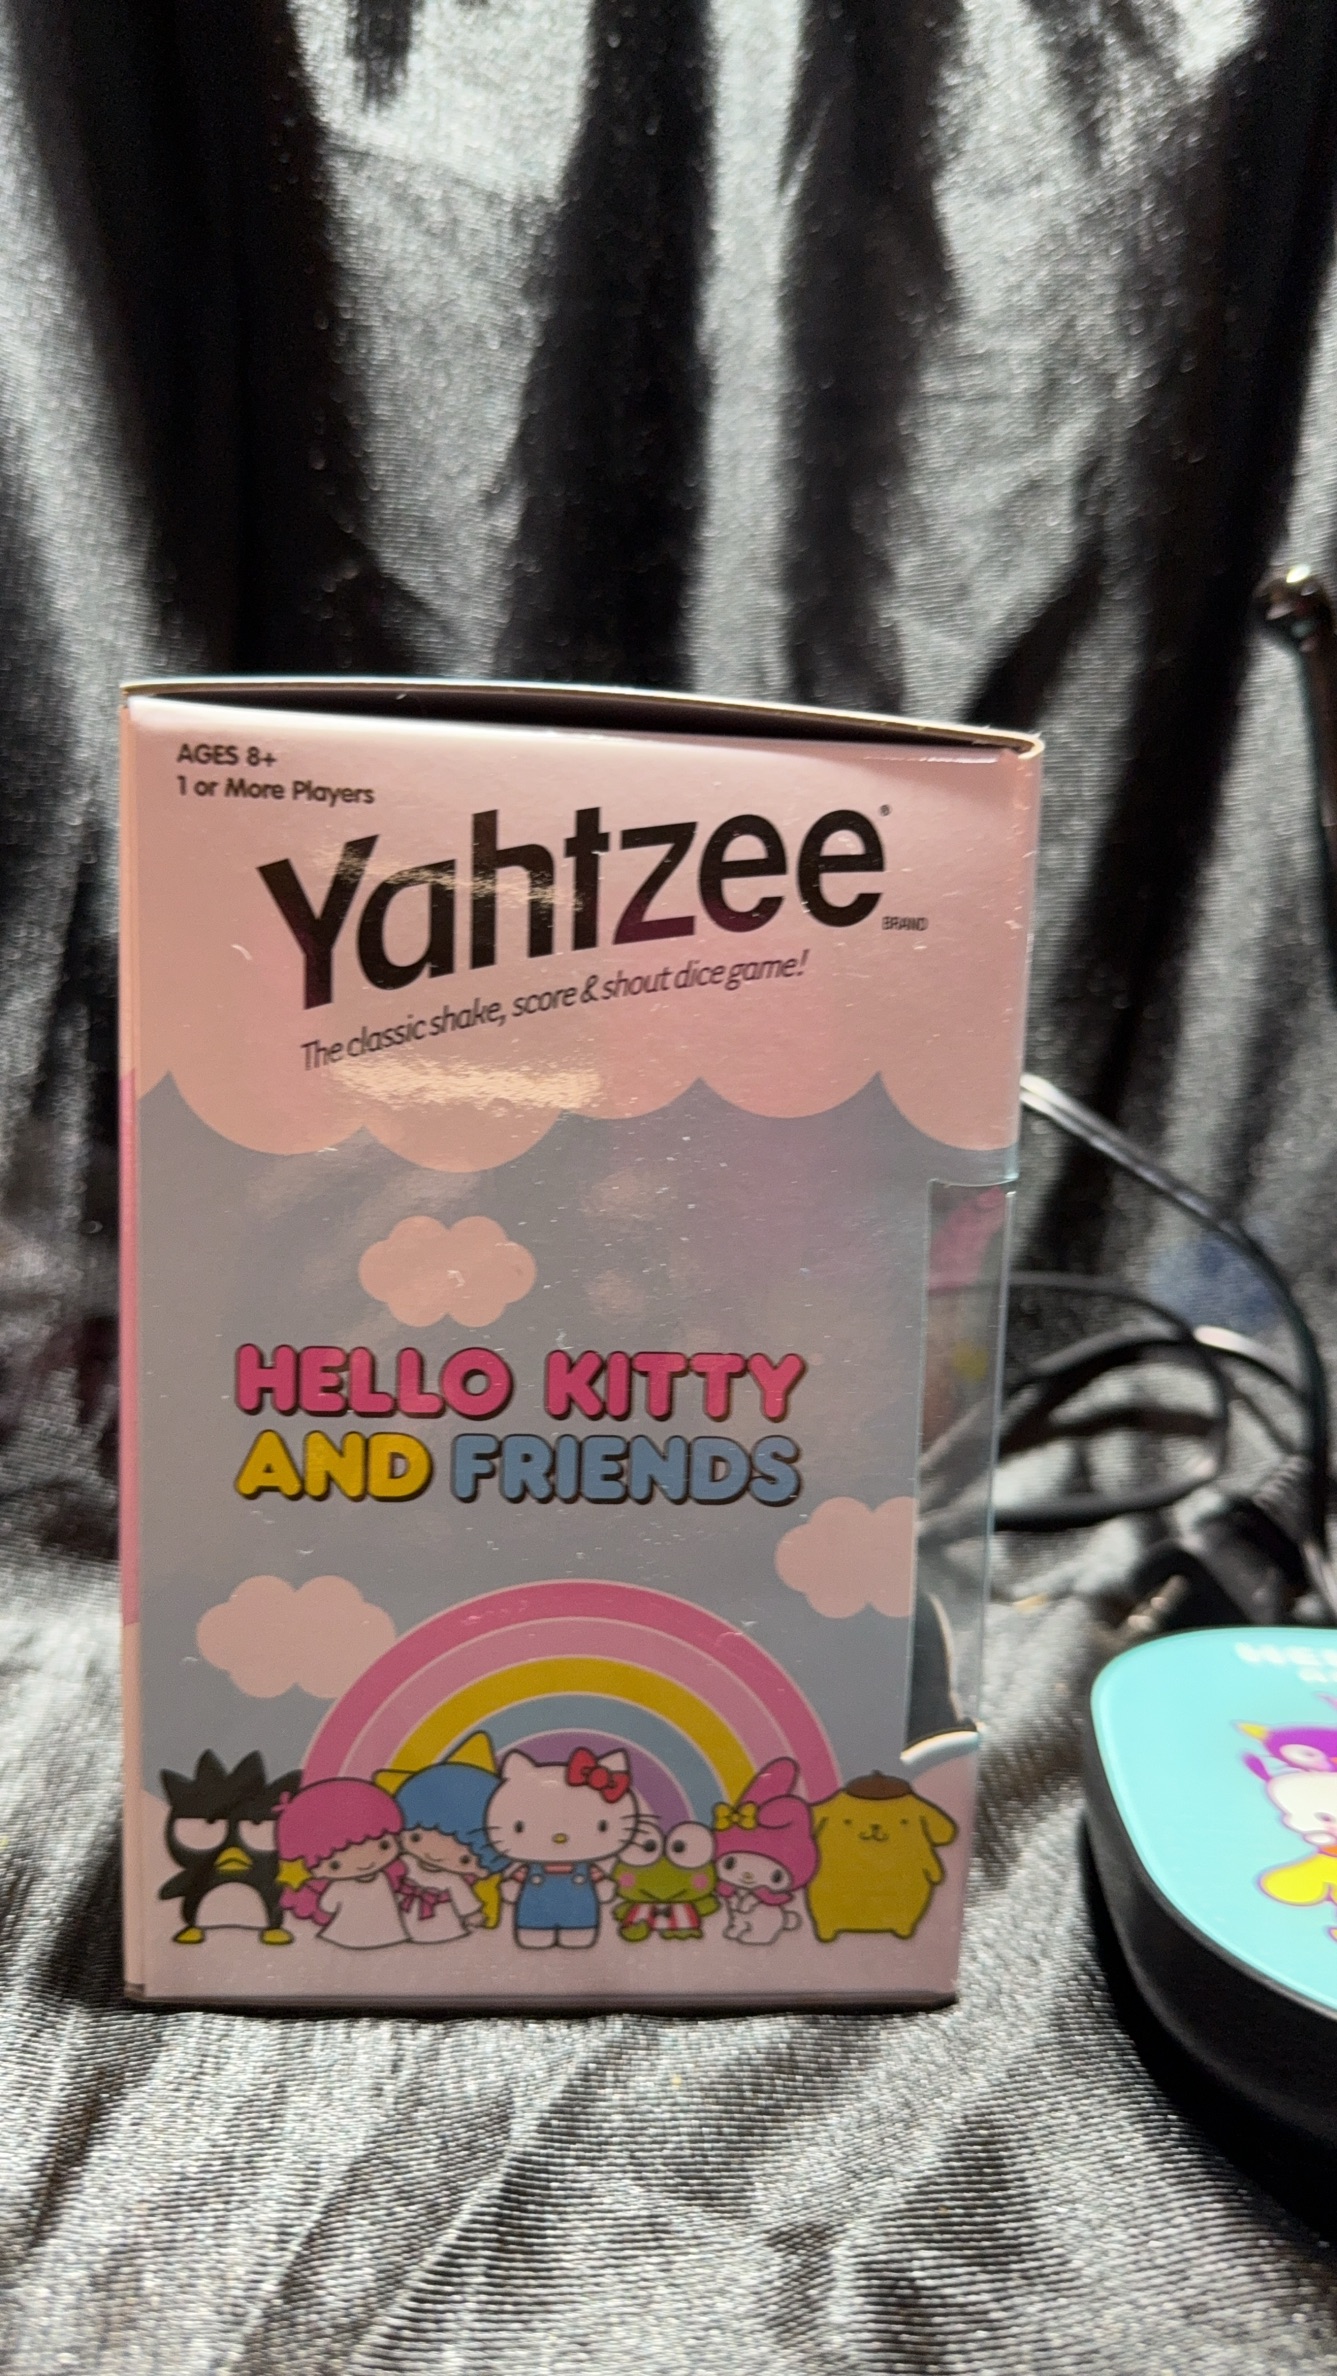 AGES 8+
1 or More Players
Yahtzee®
BRAND
The classic shake, score & shout dice game!
HELLO KITTY
AND FRIENDS